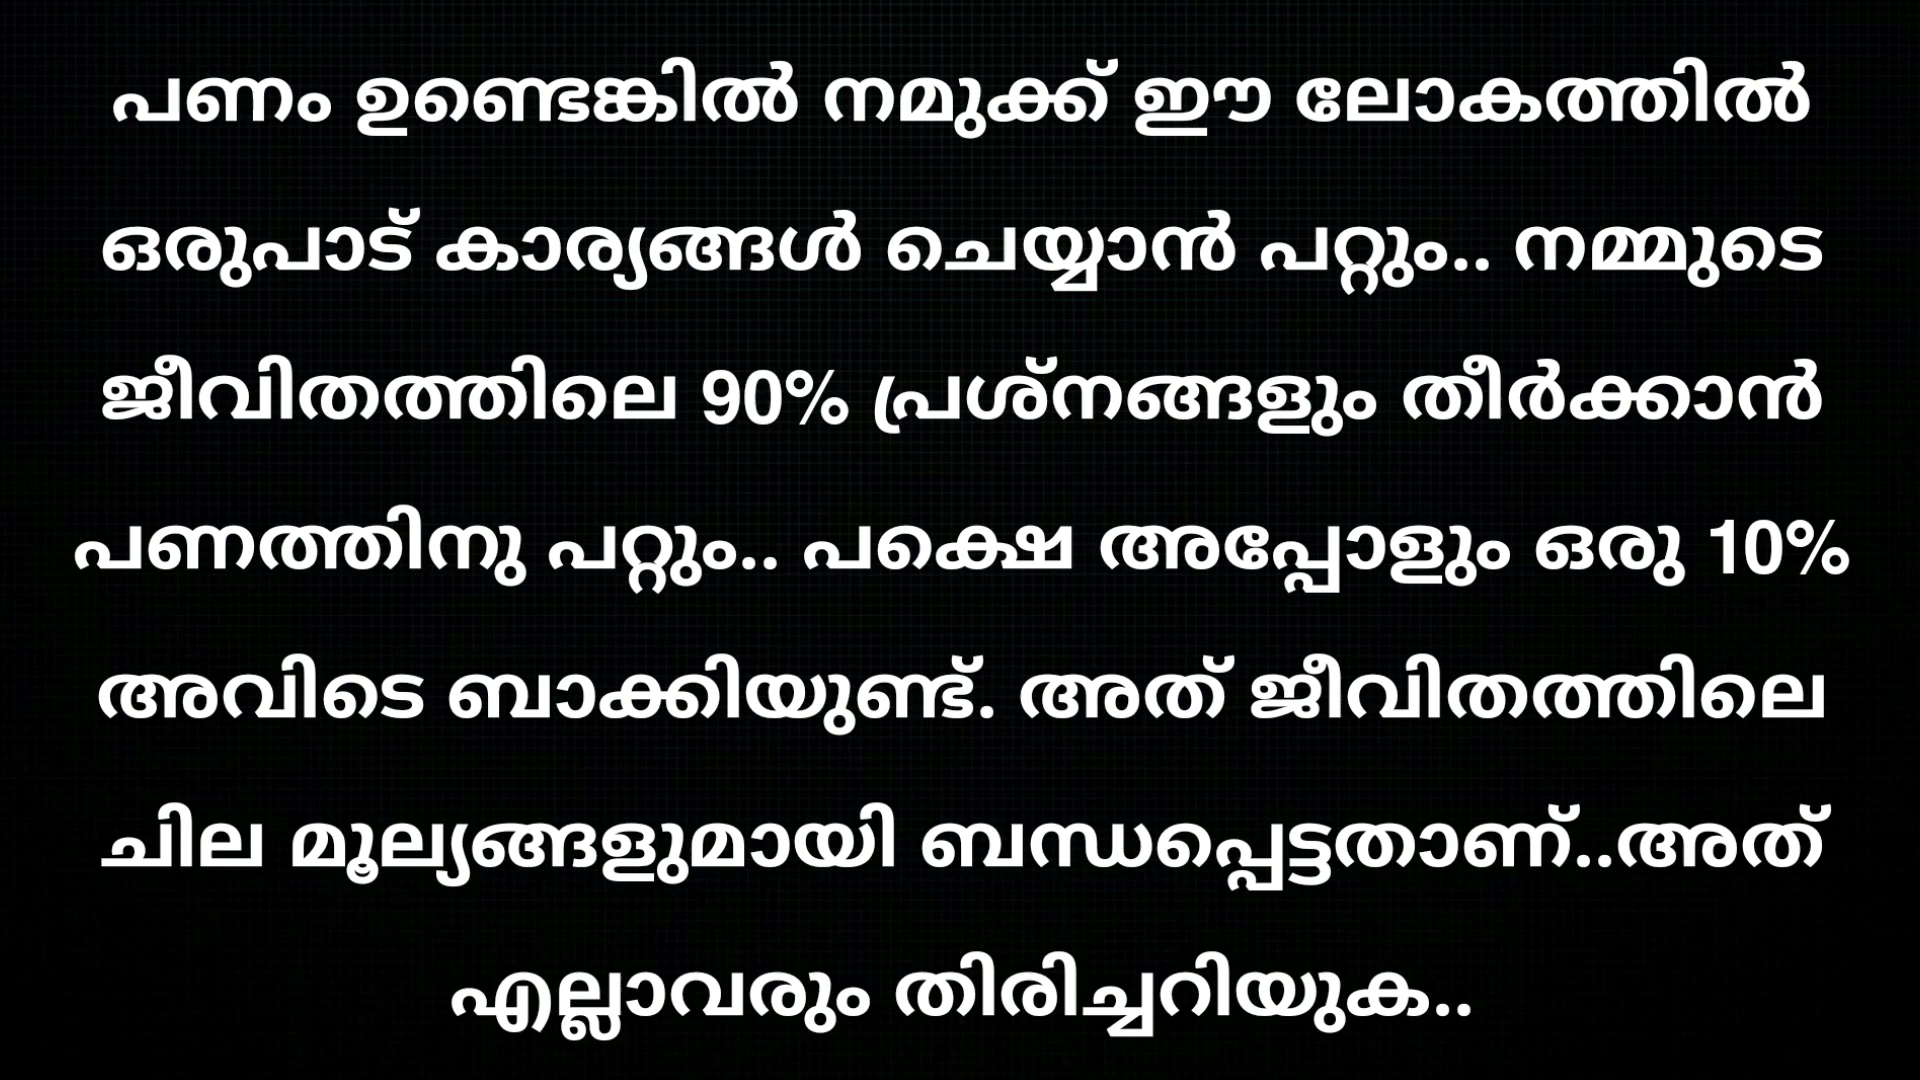 പണം ഉണ്ടെങ്കിൽ നമുക്ക് ഈ ലോകത്തിൽ
ഒരുപാട് കാര്യങ്ങൾ ചെയ്യാൻ പറ്റും.. നമ്മുടെ
ജീവിതത്തിലെ 90% പ്രശ്നങ്ങളും തീർക്കാൻ
പണത്തിനു പറ്റും.. പക്ഷെ അപ്പോളും ഒരു 10%
അവിടെ ബാക്കിയുണ്ട്. അത് ജീവിതത്തിലെ
ചില മൂല്യങ്ങളുമായി ബന്ധപ്പെട്ടതാണ്..അത്
എല്ലാവരും തിരിച്ചറിയുക..